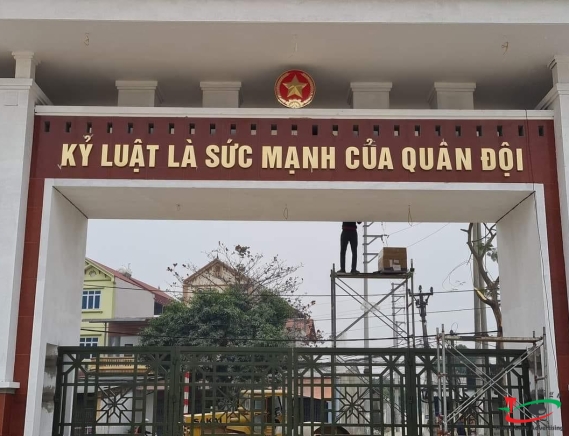 KỶ LUẬT LÀ SỨC MẠNH CỦA QUÂN ĐỘI